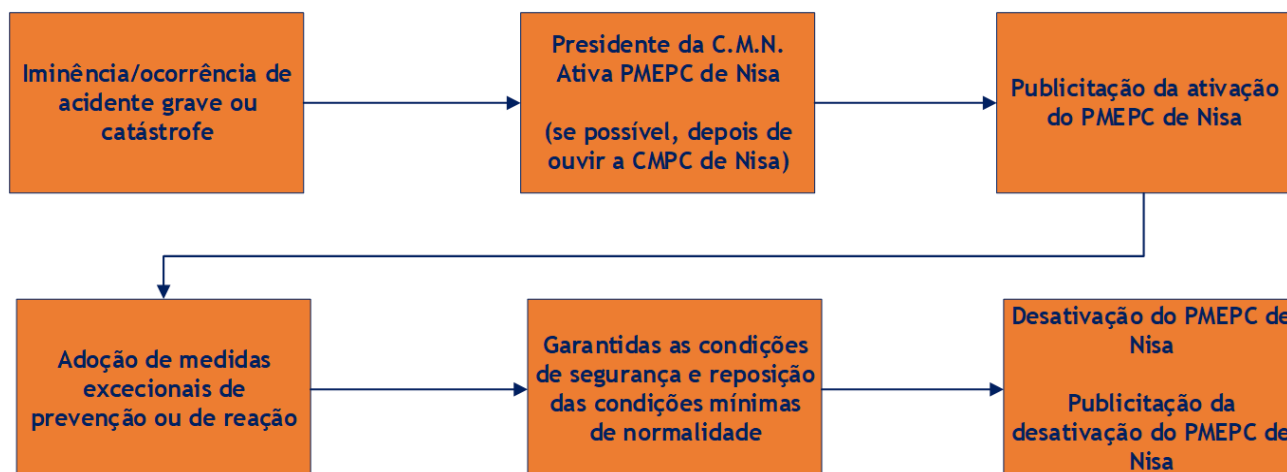 Iminência/ocorrência de
acidente grave ou
catástrofe
Presidente da C.M.N.
Ativa PMEPC de Nisa
(se possível, depois de
ouvir a CMPC de Nisa)
Publicitação da ativação
do PMEPC de Nisa
Adoção de medidas
excecionais de
prevenção ou de reação
Garantidas as condições
de segurança e reposição
das condições mínimas
de normalidade
Desativação do PMEPC de
Nisa
Publicitação da
desativação do PMEPC de
Nisa